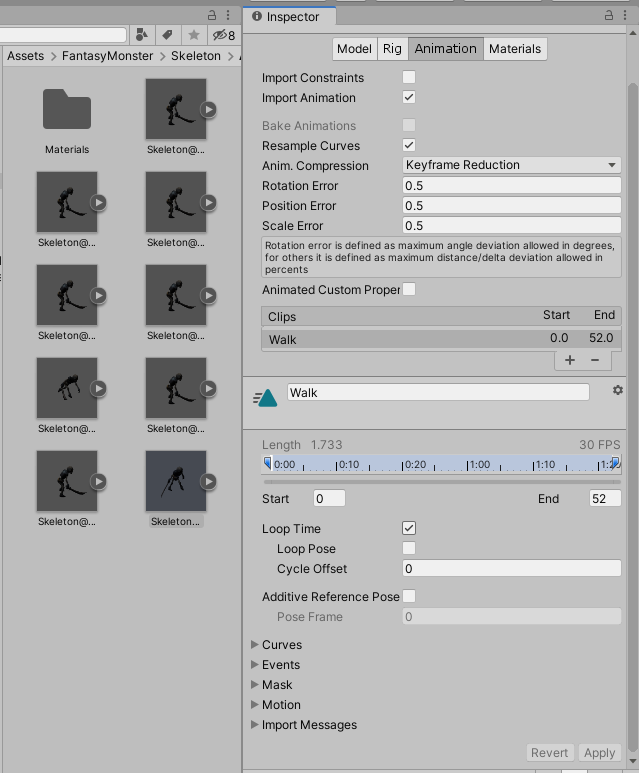 Inspector
8
Assets
FantasyMonster
Skeleton
Model
Rig
Animation
Materials
Import Constraints
Import Animation
Bake Animations
Resample Curves
Anim. Compression
Keyframe Reduction
Rotation Error
0.5
Position Error
0.5
Scale Error
0.5
Rotation error is defined as maximum angle deviation allowed in degrees,
for others it is defined as maximum distance/delta deviation allowed in
percents
Animated Custom Proper
Clips
Start
End
Walk
0.0
52.0
Walk
Length 1.733
30 FPS
0:00
0:10
0:20
1:00
1:10
Start
0
End
52
Loop Time
Loop Pose
Cycle Offset
0
Additive Reference Pose
Pose Frame
0
Curves
Events
Mask
Motion
Import Messages
Revert
Apply
Materials
Skeleton@...
Skeleton@...
Skeleton@...
Skeleton@...
Skeleton@...
Skeleton@...
Skeleton@...
Skeleton@...
Skeleton...